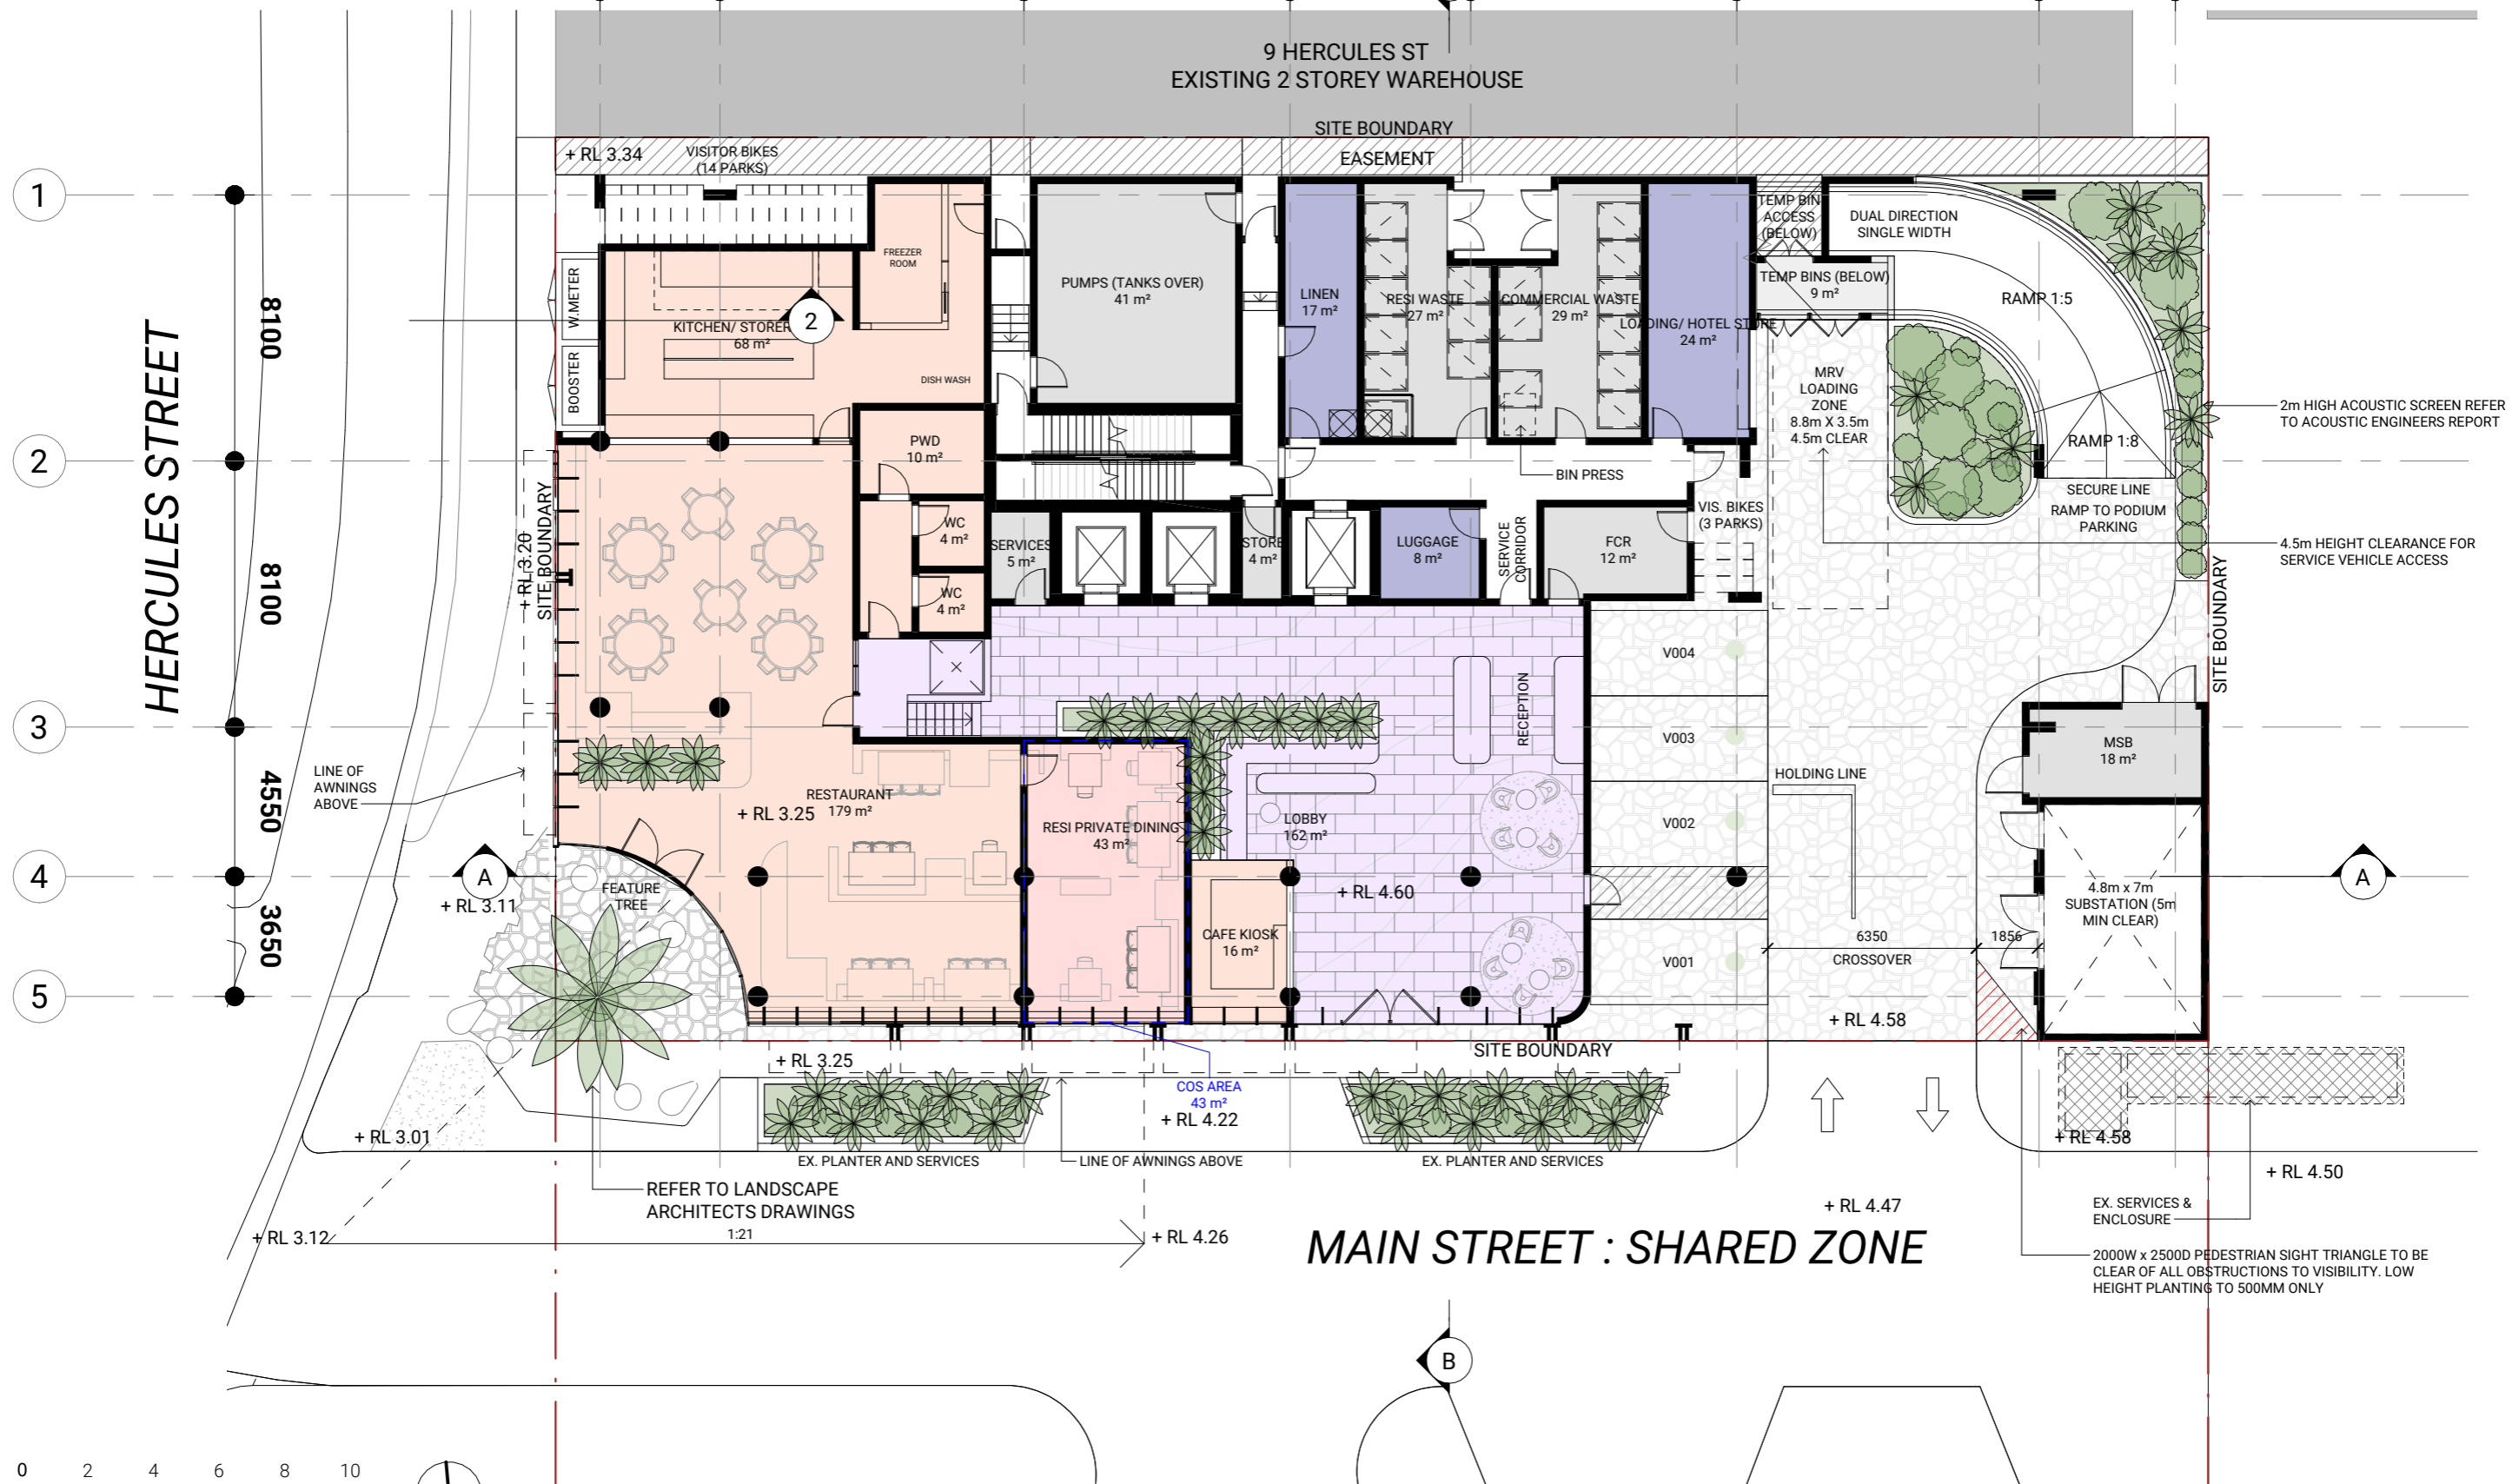 9 HERCULES ST
EXISTING 2 STOREY WAREHOUSE
SITE BOUNDARY
EASEMENT
+ RL 3.34
VISITOR BIKES
(14 PARKS)
1
2
3
4
5
8100
8100
4550
3650
HERCULES STREET
W.METER
BOOSTER
FREEZER
ROOM
KITCHEN/ STORER
68 m²
2
DISH WASH
PUMPS (TANKS OVER)
41 m²
LINEN
17 m²
RESI WASTE
27 m²
COMMERCIAL WASTE
29 m²
LOADING/ HOTEL STORE
24 m²
TEMP BIN
ACCESS
(BELOW)
DUAL DIRECTION
SINGLE WIDTH
TEMP BINS (BELOW)
9 m²
RAMP 1:5
MRV
LOADING
ZONE
8.8m X 3.5m
4.5m CLEAR
RAMP 1:8
2m HIGH ACOUSTIC SCREEN REFER
TO ACOUSTIC ENGINEERS REPORT
SECURE LINE
RAMP TO PODIUM
PARKING
4.5m HEIGHT CLEARANCE FOR
SERVICE VEHICLE ACCESS
SITE BOUNDARY
PWD
10 m²
WC
4 m²
WC
4 m²
SERVICES
5 m²
STORE
4 m²
LUGGAGE
8 m²
SERVICE
CORRIDOR
FCR
12 m²
BIN PRESS
VIS. BIKES
(3 PARKS)
+ RL 3.20
SITE BOUNDARY
V004
V003
V002
V001
RECEPTION
LINE OF
AWNINGS
ABOVE
RESTAURANT
179 m²
+ RL 3.25
RESI PRIVATE DINING
43 m²
LOBBY
162 m²
+ RL 4.60
CAFE KIOSK
16 m²
HOLDING LINE
MSB
18 m²
4.8m x 7m
SUBSTATION (5m
MIN CLEAR)
6350
1856
CROSSOVER
A
A
+ RL 3.11
FEATURE
TREE
+ RL 4.58
SITE BOUNDARY
+ RL 3.25
COS AREA
43 m²
+ RL 4.22
+ RL 3.01
+ RL 4.58
EX. PLANTER AND SERVICES
LINE OF AWNINGS ABOVE
EX. PLANTER AND SERVICES
+ RL 4.50
REFER TO LANDSCAPE
ARCHITECTS DRAWINGS
1:21
+ RL 3.12
+ RL 4.26
+ RL 4.47
EX. SERVICES &
ENCLOSURE
MAIN STREET : SHARED ZONE
2000W x 2500D PEDESTRIAN SIGHT TRIANGLE TO BE
CLEAR OF ALL OBSTRUCTIONS TO VISIBILITY. LOW
HEIGHT PLANTING TO 500MM ONLY
B
0 2 4 6 8 10